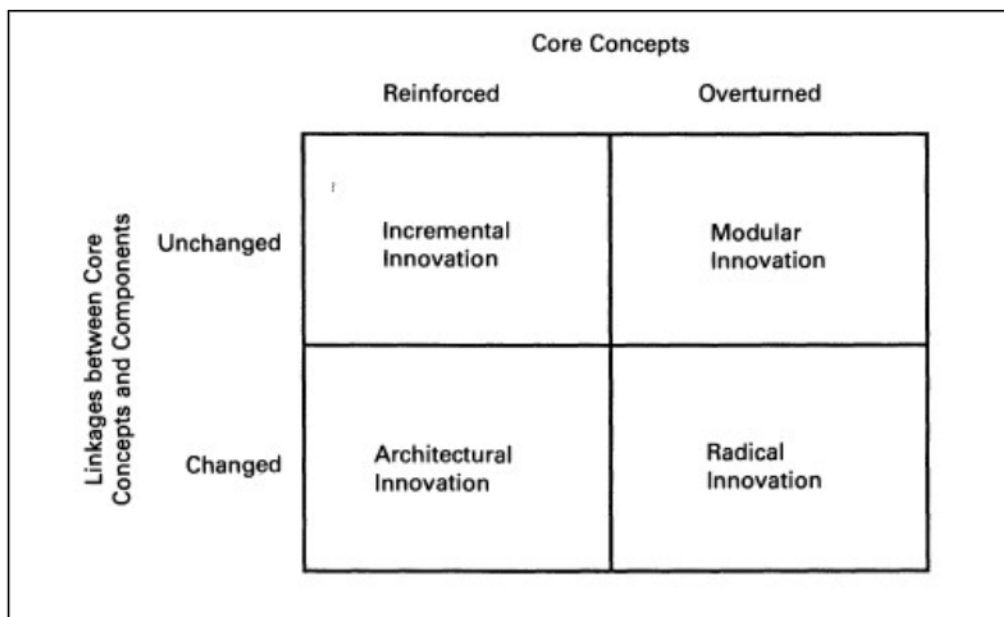 Core Concepts
Reinforced
Overturned
Linkages between Core
Concepts and Components
Unchanged
Incremental
Innovation
Modular
Innovation
Changed
Architectural
Innovation
Radical
Innovation